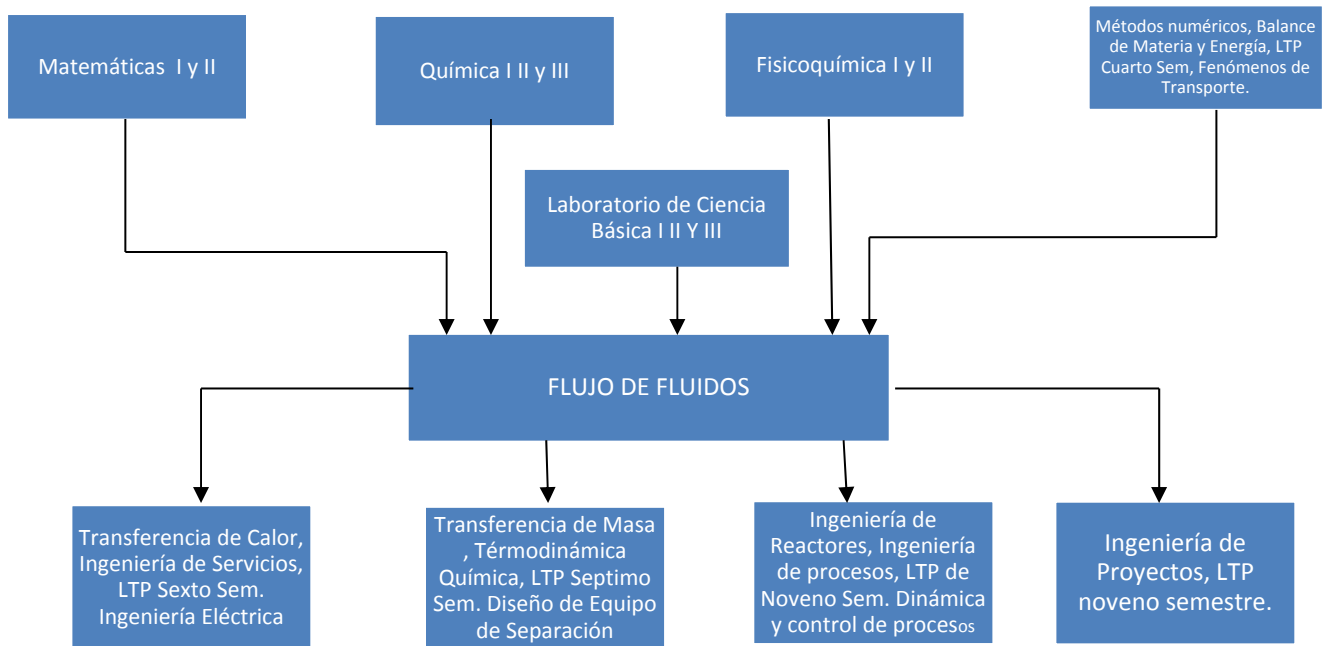 Matemáticas I y II
Química I II y III
Fisicoquímica I y II
Métodos numéricos, Balance
de Materia y Energía, LTP
Cuarto Sem, Fenómenos de
Transporte.
Laboratorio de Ciencia
Básica I II Y III
FLUJO DE FLUIDOS
Transferencia de Calor,
Ingeniería de Servicios,
LTP Sexto Sem.
Ingeniería Eléctrica
Transferencia de Masa
, Térmodinámica
Química, LTP Septimo
Sem. Diseño de Equipo
de Separación
Ingeniería de
Reactores, Ingeniería
de procesos, LTP de
Noveno Sem. Dinámica
y control de procesos
Ingeniería de
Proyectos, LTP
noveno semestre.